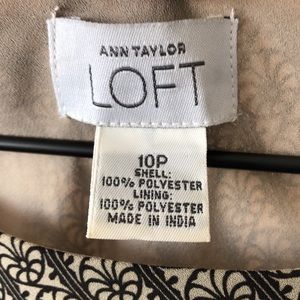 ANN TAYLOR
LOFT
10P
SHELL:
100% POLYESTER
LINING:
100% POLYESTER
MADE IN INDIA